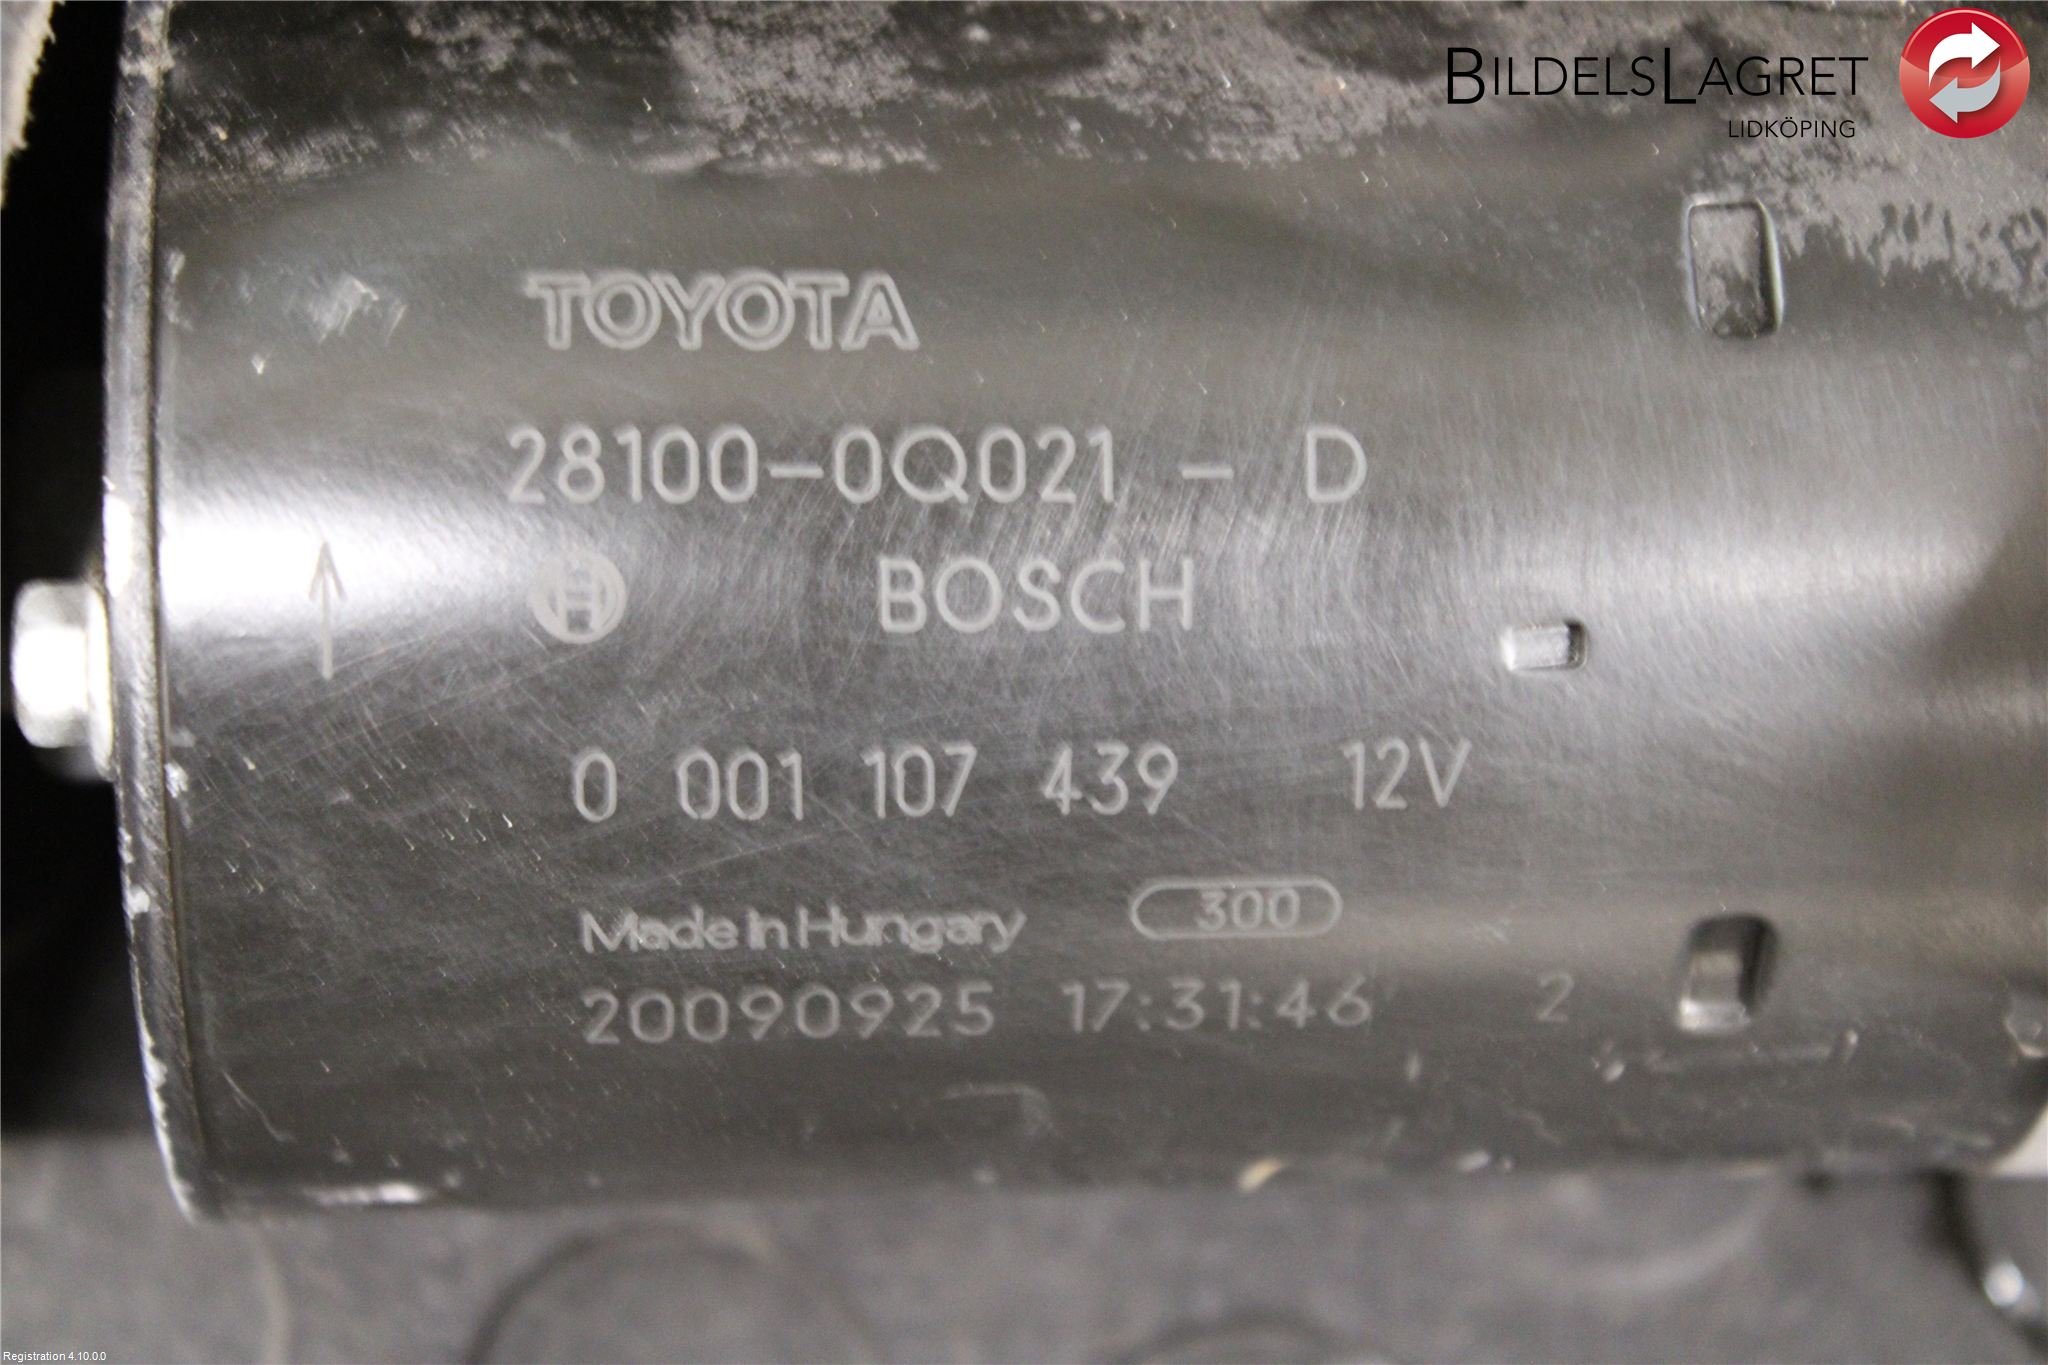 BILDELSLAGRET
LIDKÖPING
TOYOTA
28100-0Q021 - D
BOSCH
0 001 107 439 12V
Made in Hungary 300
20090925 17:31:46 2
Registration 4.10.0.0